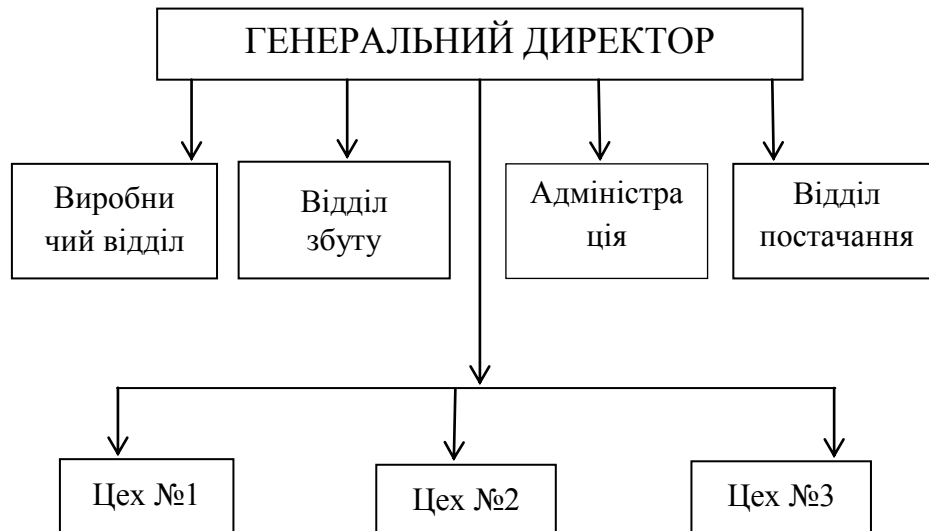 ГЕНЕРАЛЬНИЙ ДИРЕКТОР
Виробни
чий відділ
Відділ
збуту
Адміністра
ція
Відділ
постачання
Цех №1
Цех №2
Цех №3